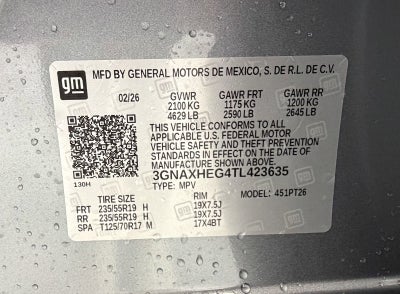 gm
MFD BY GENERAL MOTORS DE MEXICO, S. DE R.L. DE C.V.
02/26 GVWR GAWR FRT GAWR RR
2100 KG 1175 KG 1200 KG
4629 LB 2590 LB 2645 LB
THIS VEHICLE CONFORMS TO ALL
APPLICABLE U.S. FEDERAL MOTOR
VEHICLE SAFETY AND THEFT PREVENTION
STANDARDS IN EFFECT ON THE DATE OF
MANUFACTURE SHOWN ABOVE.
3GNAXHEG4TL423635
130H TYPE: MPV
TIRE SIZE RIM MODEL: 451PT26
FRT 235/55R19 H 19X7.5J
RR 235/55R19 H 19X7.5J
SPA T125/70R17 M 17X4BT